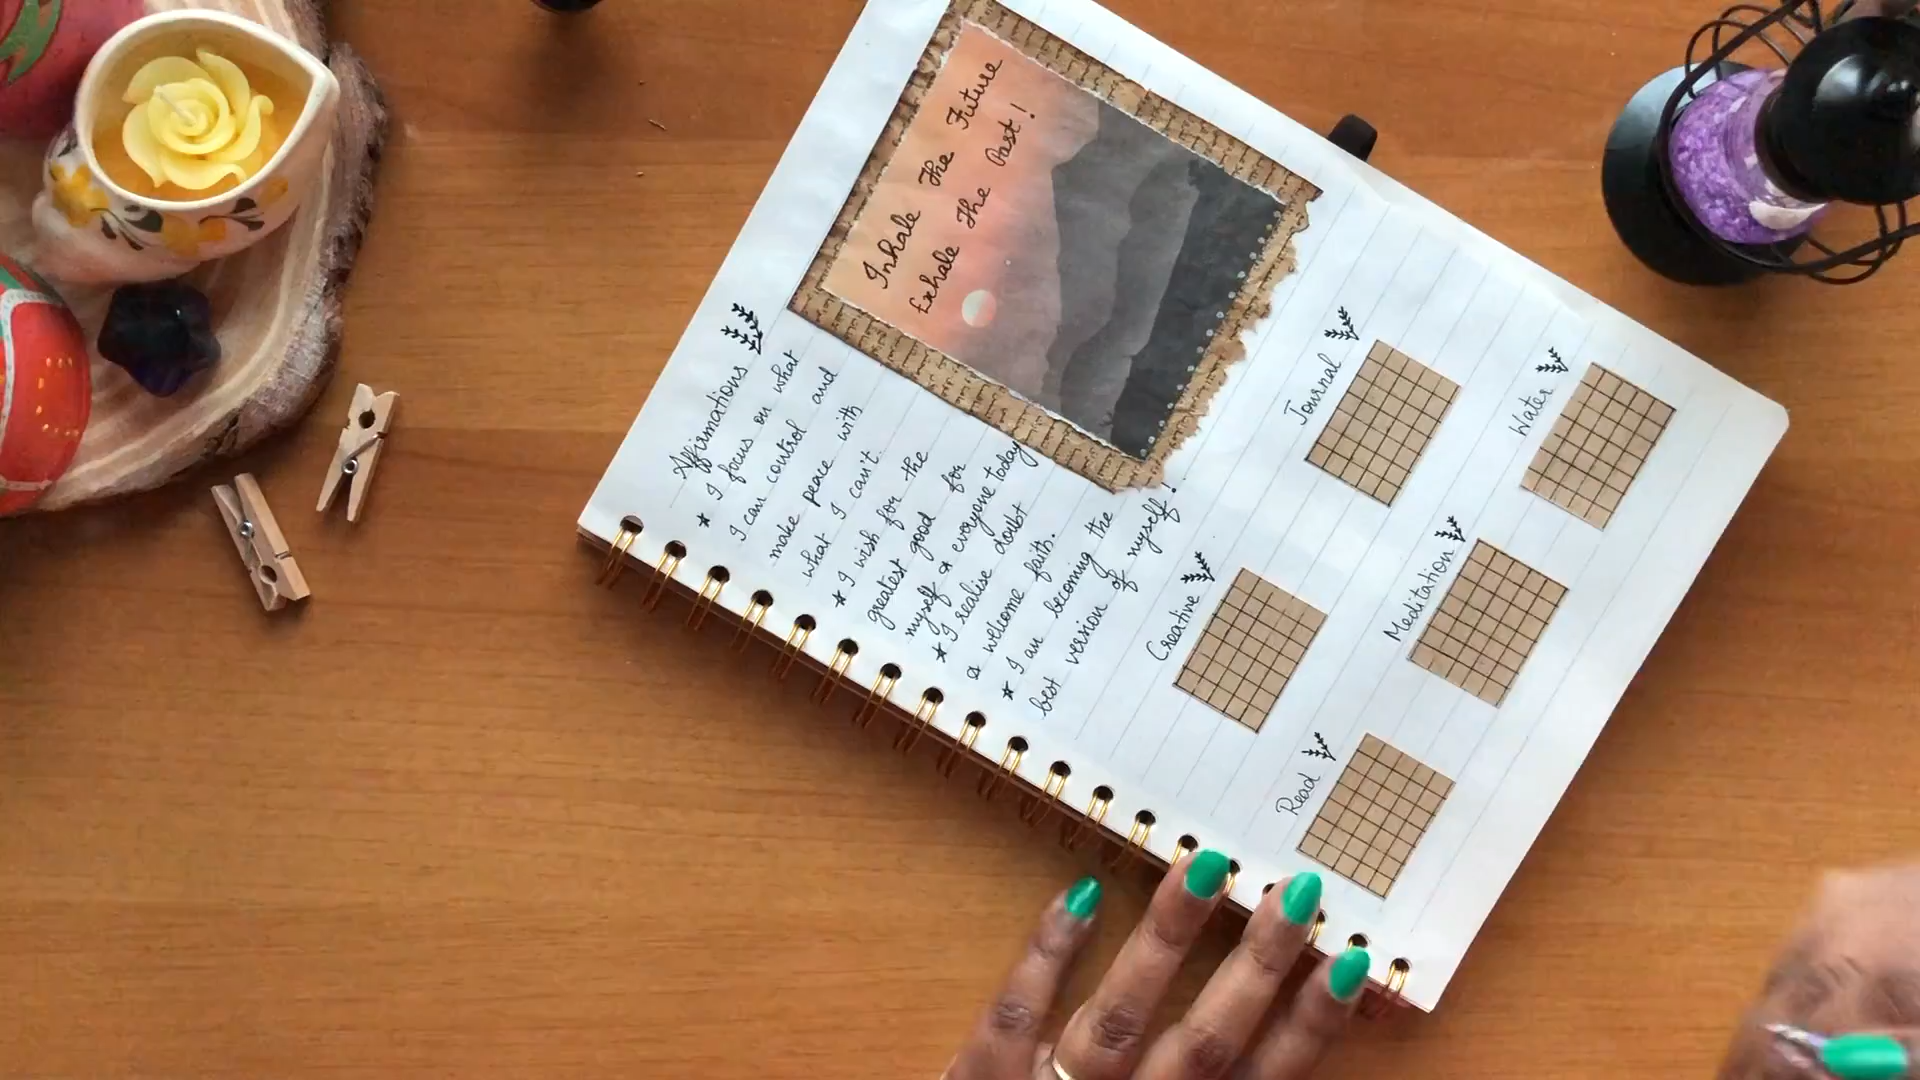 Inhale The Future
Exhale The Past!
Affirmations
* I focus on what
I can control and
make peace with
what I can't.
* I wish for the
greatest good for
myself & everyone today
* I realise doubt
& welcome faith.
* I am becoming the
best version of myself!
Journal
Water
Creative
Meditation
Read